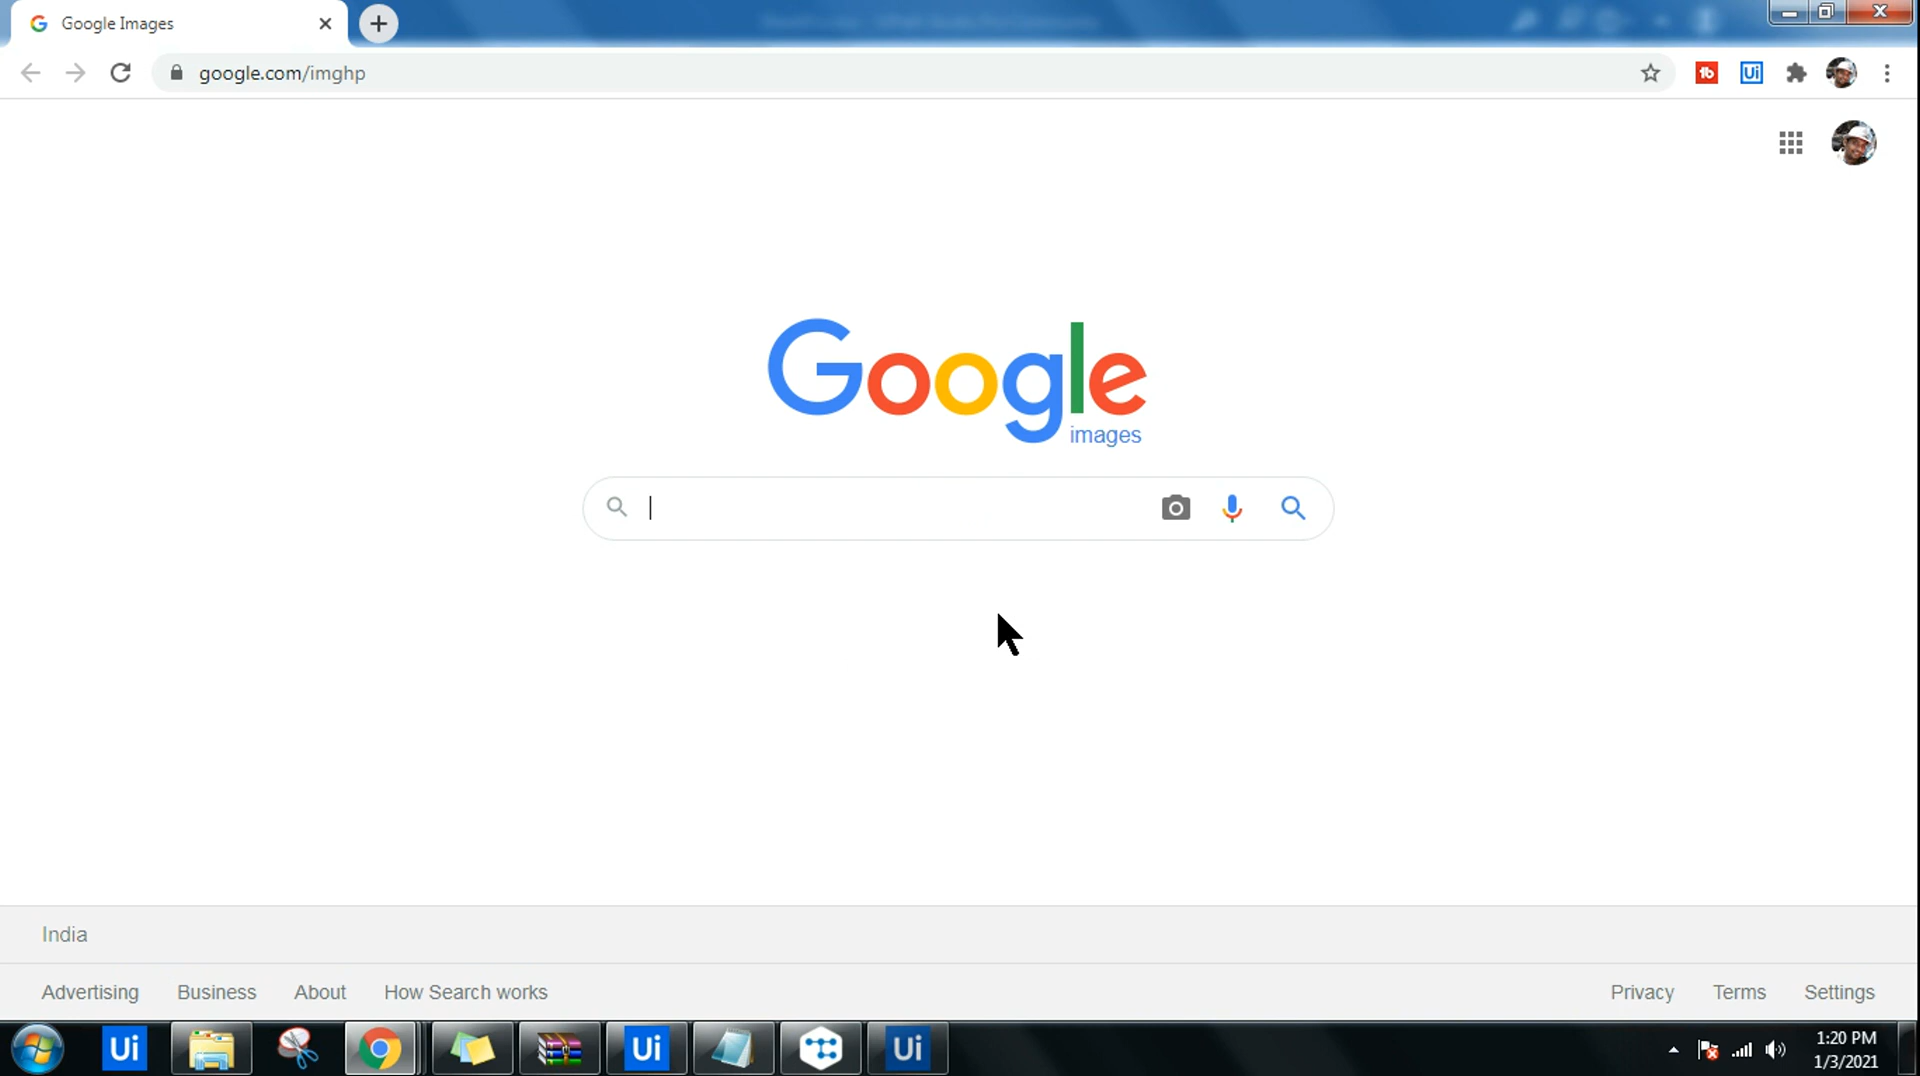 Google Images
google.com/imghp
Google
images
India
Advertising
Business
About
How Search works
Privacy
Terms
Settings
Ui
Ui
Ui
Ui
1:20 PM
1/3/2021